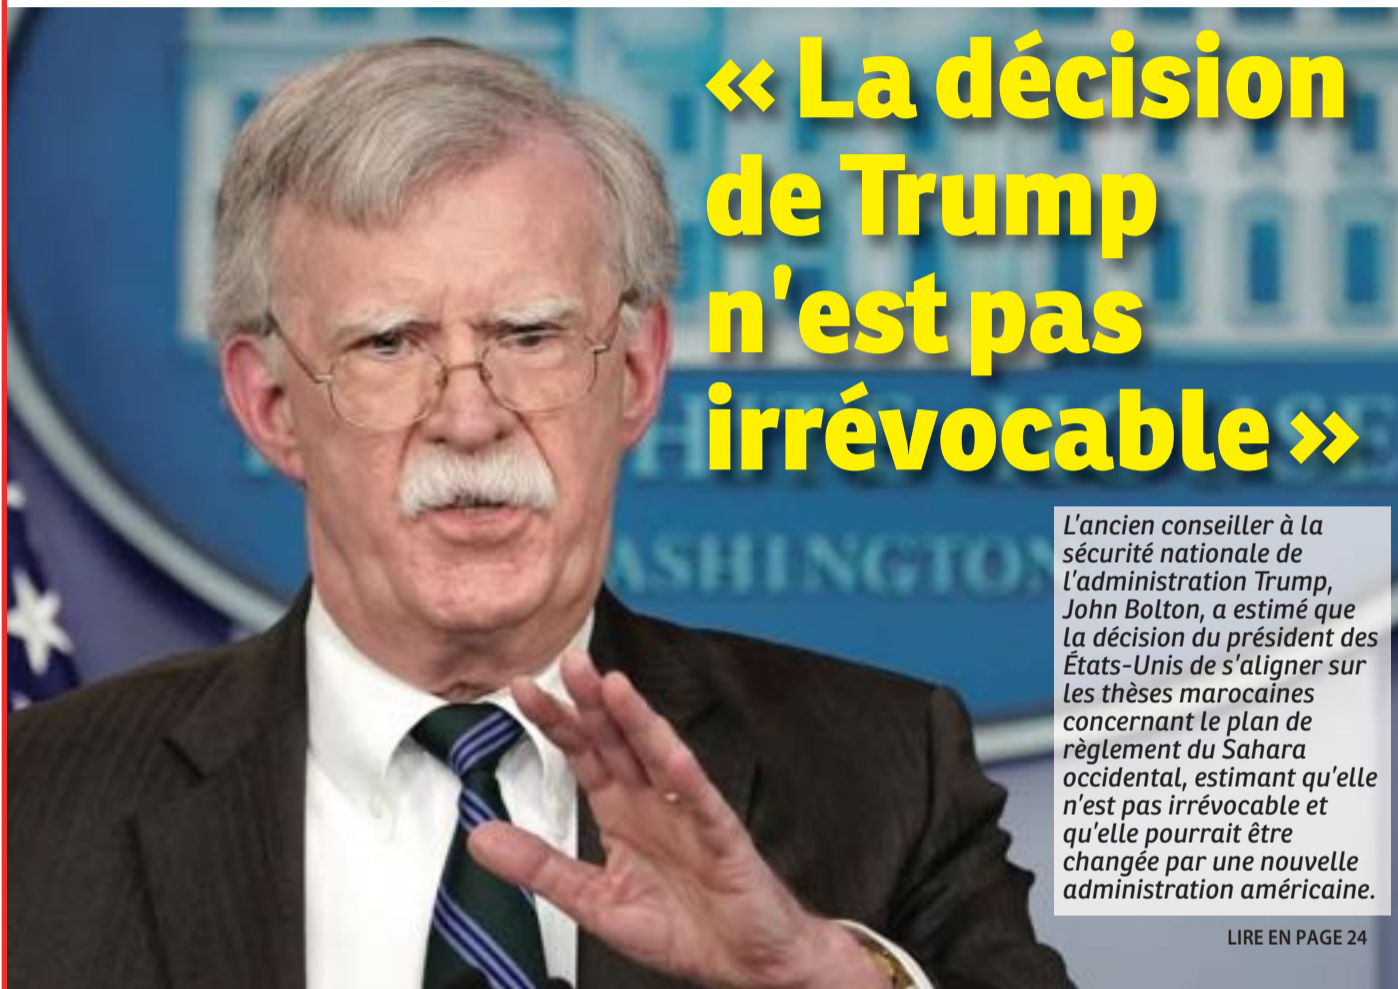 « La décision
de Trump
n'est pas
irrévocable »
L'ancien conseiller à la
sécurité nationale de
l'administration Trump,
John Bolton, a estimé que
la décision du président des
États-Unis de s'aligner sur
les thèses marocaines
concernant le plan de
règlement du Sahara
occidental, estimant qu'elle
n'est pas irrévocable et
qu'elle pourrait être
changée par une nouvelle
administration américaine.
LIRE EN PAGE 24
ASHINGTON